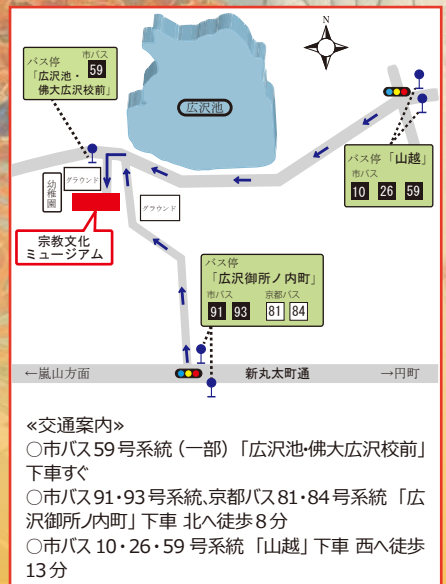 N
バス停 市バス
「広沢池・ 59
佛大広沢校前」
広沢池
バス停「山越」
市バス
10 26 59
幼稚園
グラウンド
グラウンド
宗教文化
ミュージアム
バス停
「広沢御所ノ内町」
市バス 京都バス
91 93 81 84
←嵐山方面 新丸太町通 →円町
≪交通案内≫
○市バス59号系統（一部）「広沢池・佛大広沢校前」
下車すぐ
○市バス91・93号系統、京都バス81・84号系統 「広
沢御所ノ内町」下車 北へ徒歩8分
○市バス 10・26・59 号系統 「山越」下車 西へ徒歩
13分